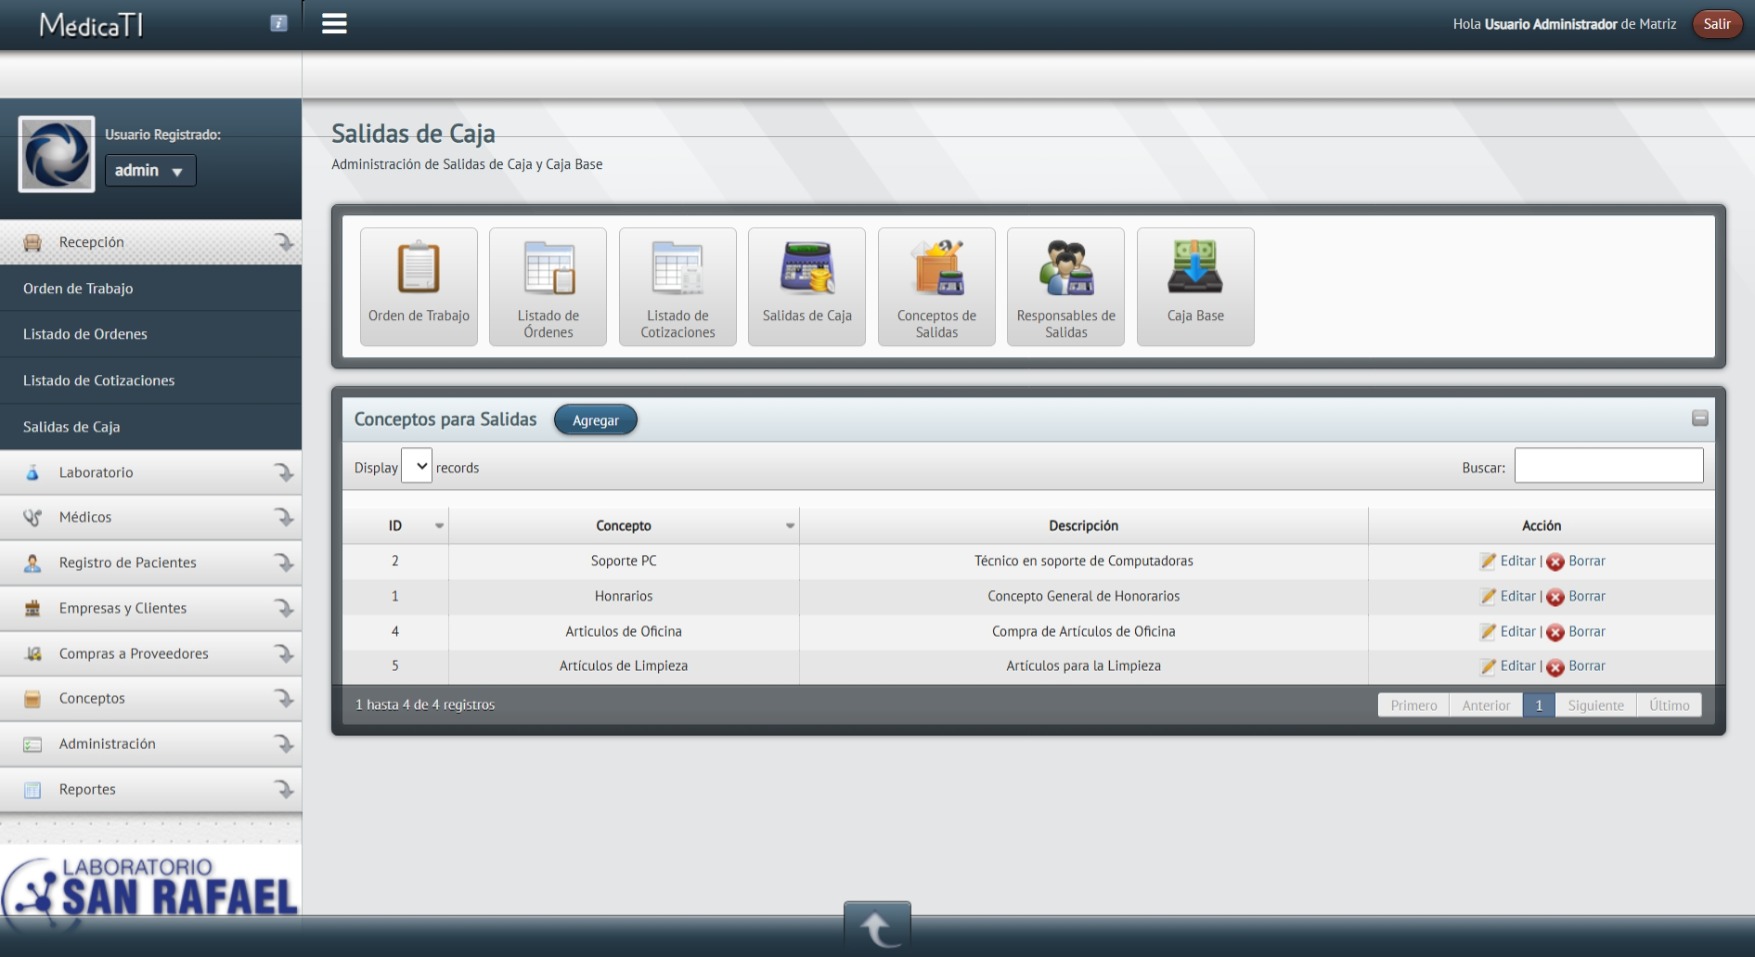 MédicaTI
Hola Usuario Administrador de Matriz
Salir
Usuario Registrado:
admin
Recepción
Orden de Trabajo
Listado de Ordenes
Listado de Cotizaciones
Salidas de Caja
Laboratorio
Médicos
Registro de Pacientes
Empresas y Clientes
Compras a Proveedores
Conceptos
Administración
Reportes
LABORATORIO
SAN RAFAEL
Salidas de Caja
Administración de Salidas de Caja y Caja Base
Orden de Trabajo
Listado de
Órdenes
Listado de
Cotizaciones
Salidas de Caja
Conceptos de
Salidas
Responsables de
Salidas
Caja Base
Conceptos para Salidas
Agregar
Display records
Buscar:
ID Concepto Descripción Acción
2 Soporte PC Técnico en soporte de Computadoras Editar | Borrar
1 Honrarios Concepto General de Honorarios Editar | Borrar
4 Articulos de Oficina Compra de Artículos de Oficina Editar | Borrar
5 Artículos de Limpieza Artículos para la Limpieza Editar | Borrar
1 hasta 4 de 4 registros
Primero Anterior 1 Siguiente Último